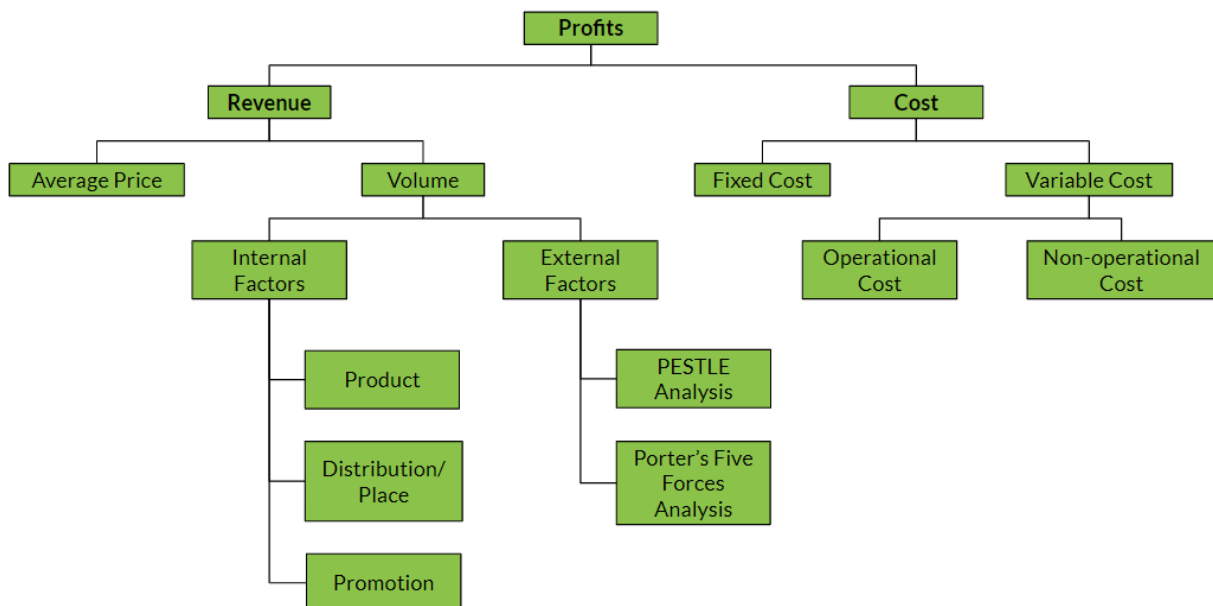 Profits
Revenue
Cost
Average Price
Volume
Fixed Cost
Variable Cost
Internal
Factors
External
Factors
Operational
Cost
Non-operational
Cost
Product
PESTLE
Analysis
Distribution/
Place
Porter’s Five
Forces
Analysis
Promotion